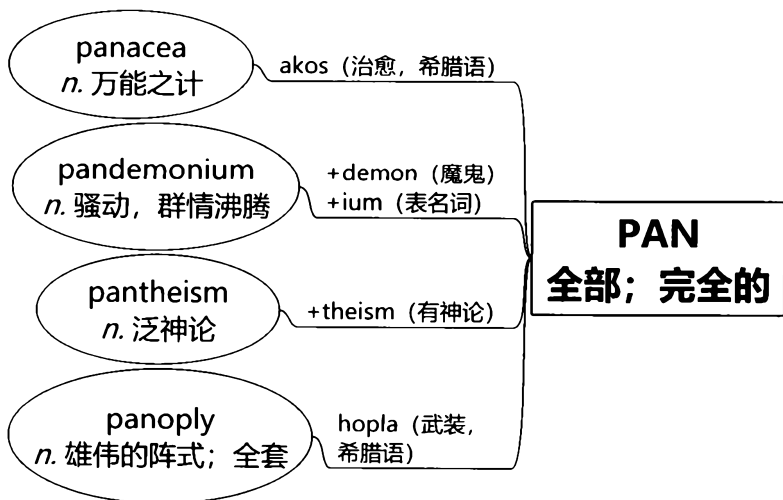 panacea
n. 万能之计
akos（治愈，希腊语）
pandemonium
n. 骚动，群情沸腾
+demon（魔鬼）
+ium（表名词）
PAN
全部；完全的
pantheism
n. 泛神论
+theism（有神论）
panoply
n. 雄伟的阵式；全套
hopla（武装，
希腊语）